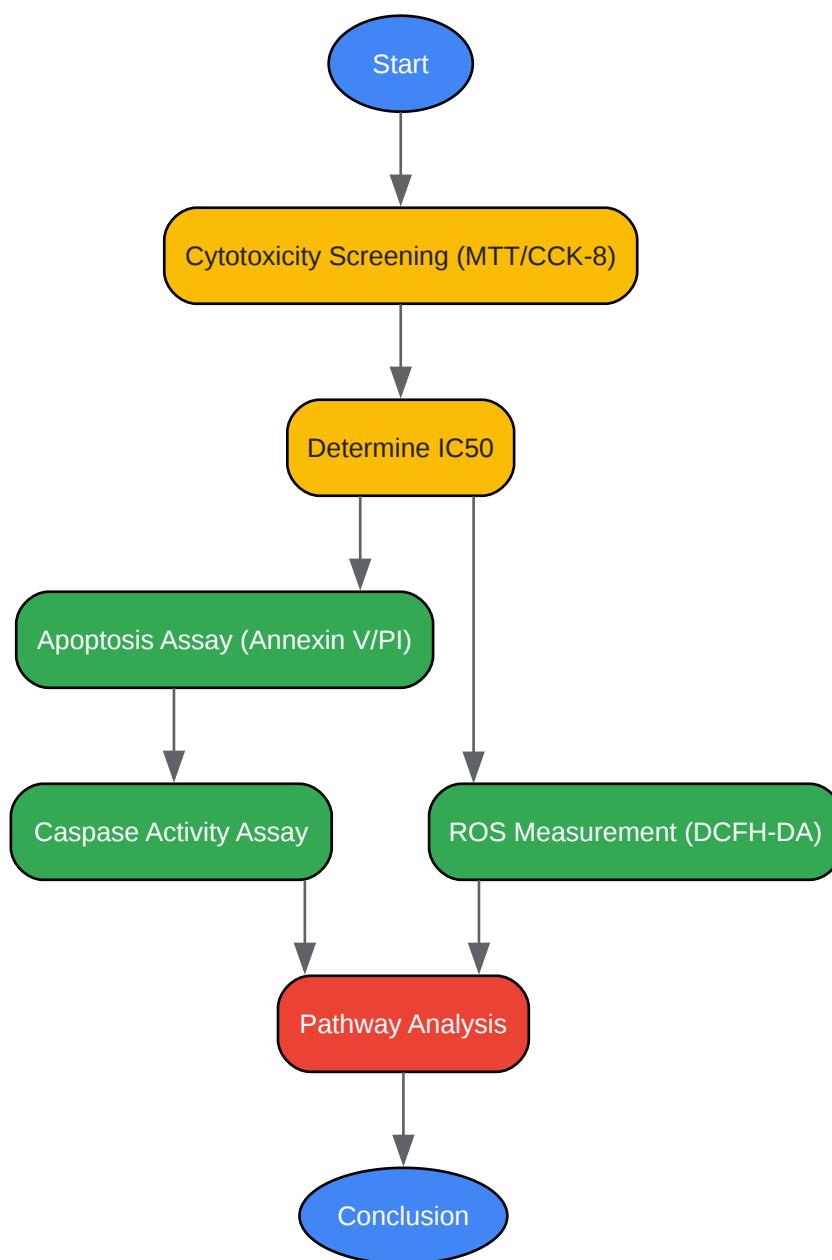 Start
Cytotoxicity Screening (MTT/CCK-8)
Determine IC50
Apoptosis Assay (Annexin V/PI)
Caspase Activity Assay
ROS Measurement (DCFH-DA)
Pathway Analysis
Conclusion